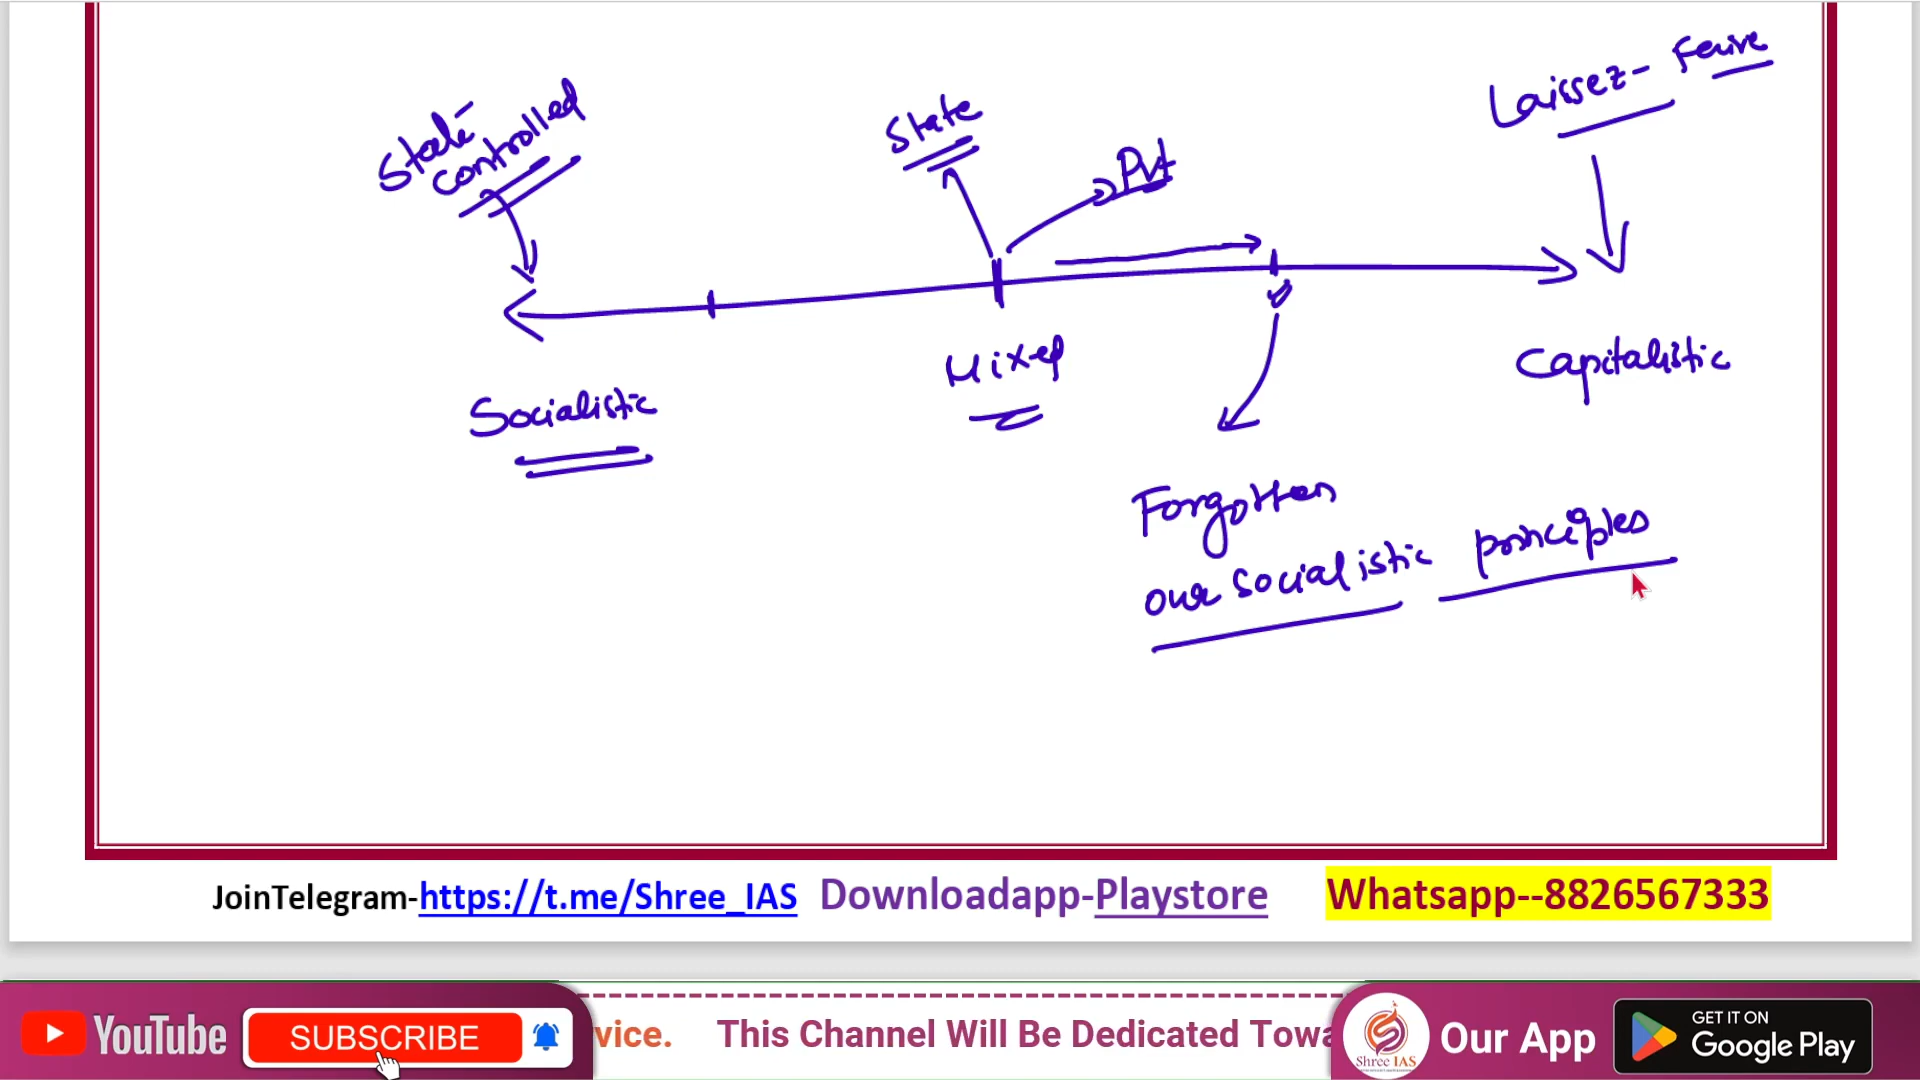 State-
controlled
State
Pvt
Laissez- Faire
Socialistic
Mixed
Capitalistic
Forgotten
our socialistic principles
JoinTelegram-https://t.me/Shree_IAS Downloadapp-Playstore Whatsapp--8826567333
YouTube SUBSCRIBE vice. This Channel Will Be Dedicated Towa
Shree IAS
Our App
GET IT ON
Google Play